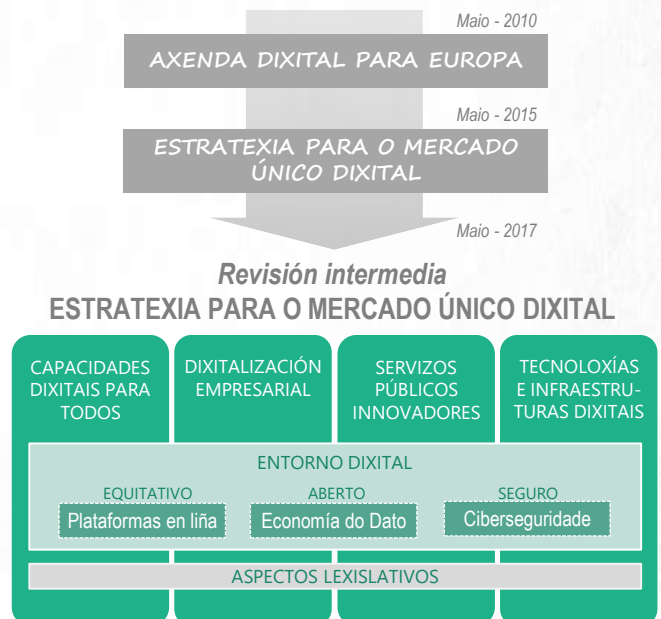 Maio - 2010
AXENDA DIXITAL PARA EUROPA
Maio - 2015
ESTRATEXIA PARA O MERCADO
ÚNICO DIXITAL
Maio - 2017
Revisión intermedia
ESTRATEXIA PARA O MERCADO ÚNICO DIXITAL
CAPACIDADES
DIXITAIS PARA
TODOS
DIXITALIZACIÓN
EMPRESARIAL
SERVIZOS
PÚBLICOS
INNOVADORES
TECNOLOXÍAS
E INFRAESTRU-
TURAS DIXITAIS
ENTORNO DIXITAL
EQUITATIVO
Plataformas en liña
ABERTO
Economía do Dato
SEGURO
Ciberseguridade
ASPECTOS LEXISLATIVOS